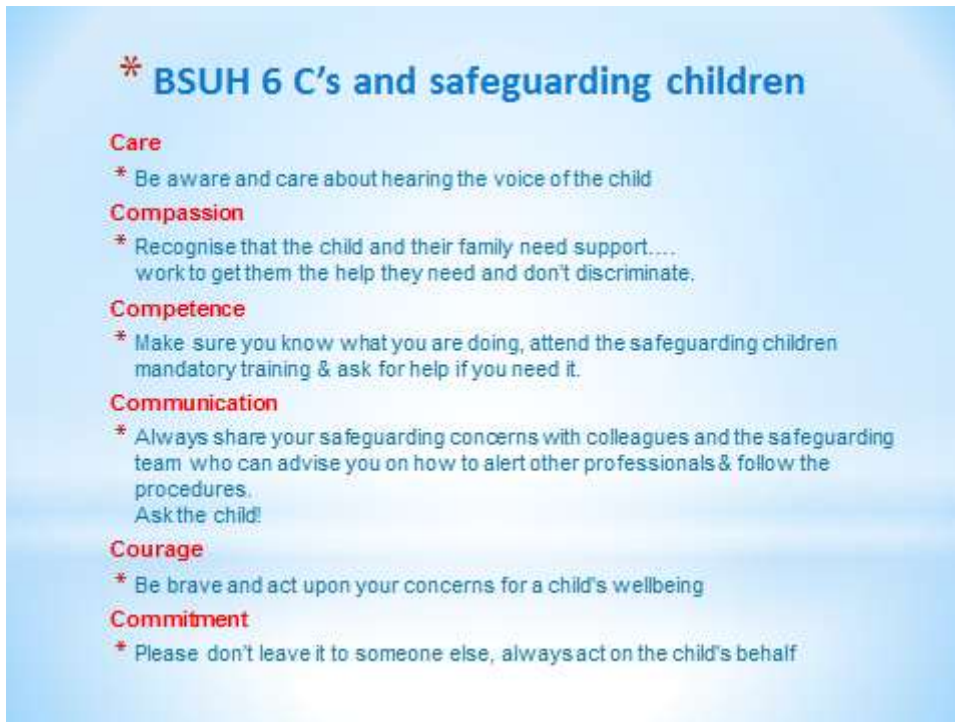 * BSUH 6 C's and safeguarding children
Care
* Be aware and care about hearing the voice of the child
Compassion
* Recognise that the child and their family need support....
work to get them the help they need and don't discriminate.
Competence
* Make sure you know what you are doing, attend the safeguarding children
mandatory training & ask for help if you need it.
Communication
* Always share your safeguarding concerns with colleagues and the safeguarding
team who can advise you on how to alert other professionals & follow the
procedures.
Ask the child!
Courage
* Be brave and act upon your concerns for a child's wellbeing
Commitment
* Please don't leave it to someone else, always act on the child's behalf